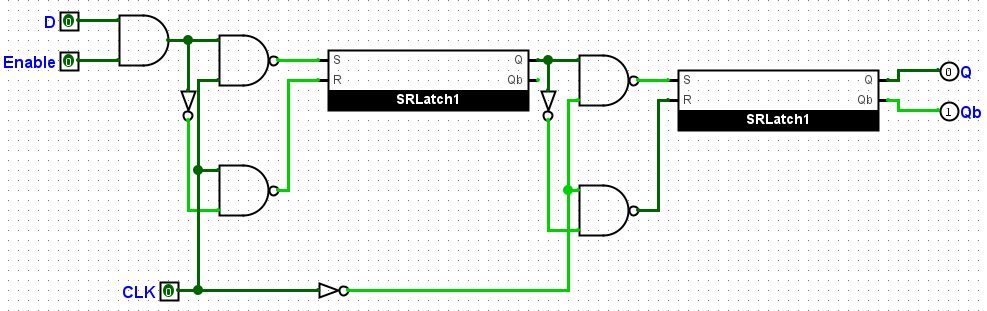 D 0
Enable 0
S Q
R Qb
SRLatch1
S Q
R Qb
SRLatch1
0 Q
1 Qb
CLK 0